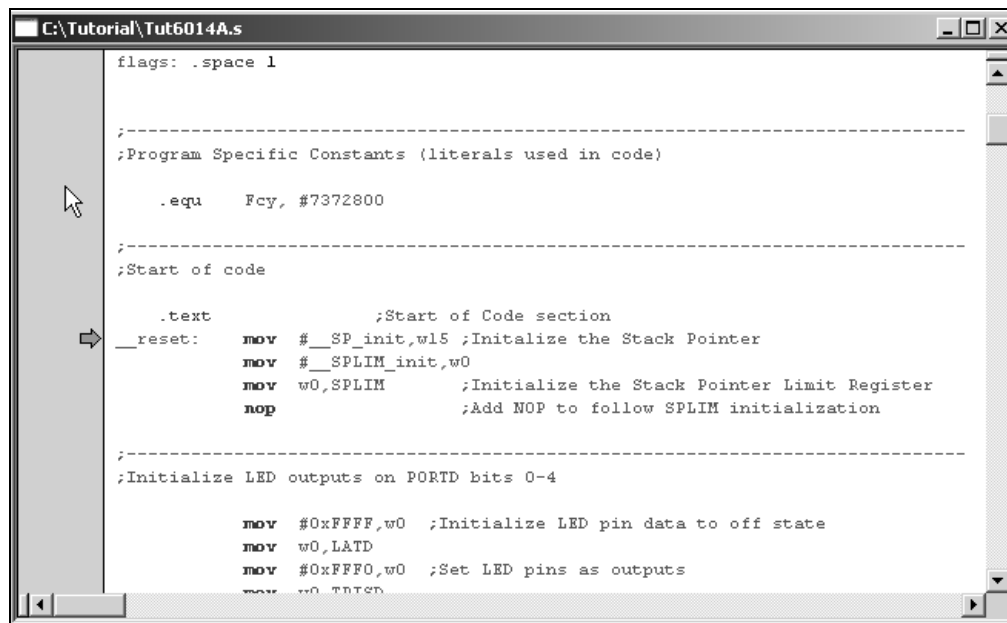 C:\Tutorial\Tut6014A.s
flags: .space 1
;------------------------------------------------------------------------------
;Program Specific Constants (literals used in code)
.equ Fcy, #7372800
;------------------------------------------------------------------------------
;Start of code
.text ;Start of Code section
__reset: mov #__SP_init,w15 ;Initalize the Stack Pointer
mov #__SPLIM_init,w0
mov w0,SPLIM ;Initialize the Stack Pointer Limit Register
nop ;Add NOP to follow SPLIM initialization
;------------------------------------------------------------------------------
;Initialize LED outputs on PORTD bits 0-4
mov #0xFFFF,w0 ;Initialize LED pin data to off state
mov w0,LATD
mov #0xFFF0,w0 ;Set LED pins as outputs
mov w0,TRISD